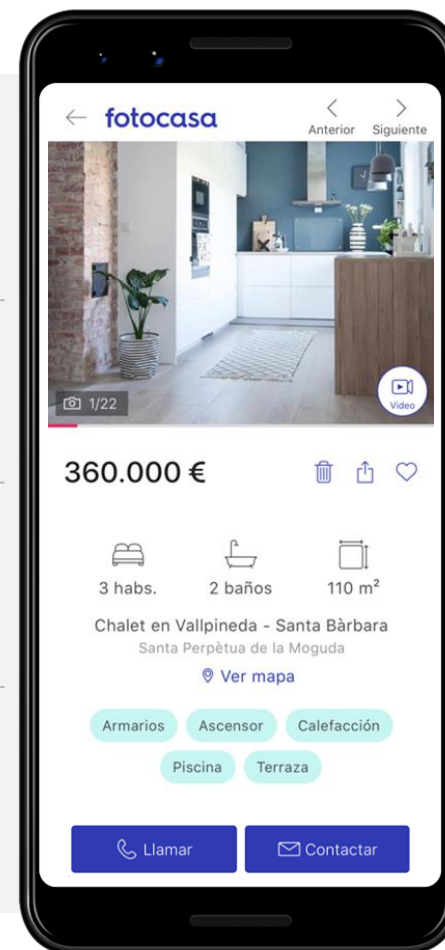 fotocasa
Anterior Siguiente
1/22
Video
360.000 €
3 habs. 2 baños 110 m²
Chalet en Vallpineda - Santa Bàrbara
Santa Perpètua de la Moguda
Ver mapa
Armarios Ascensor Calefacción
Piscina Terraza
Llamar Contactar